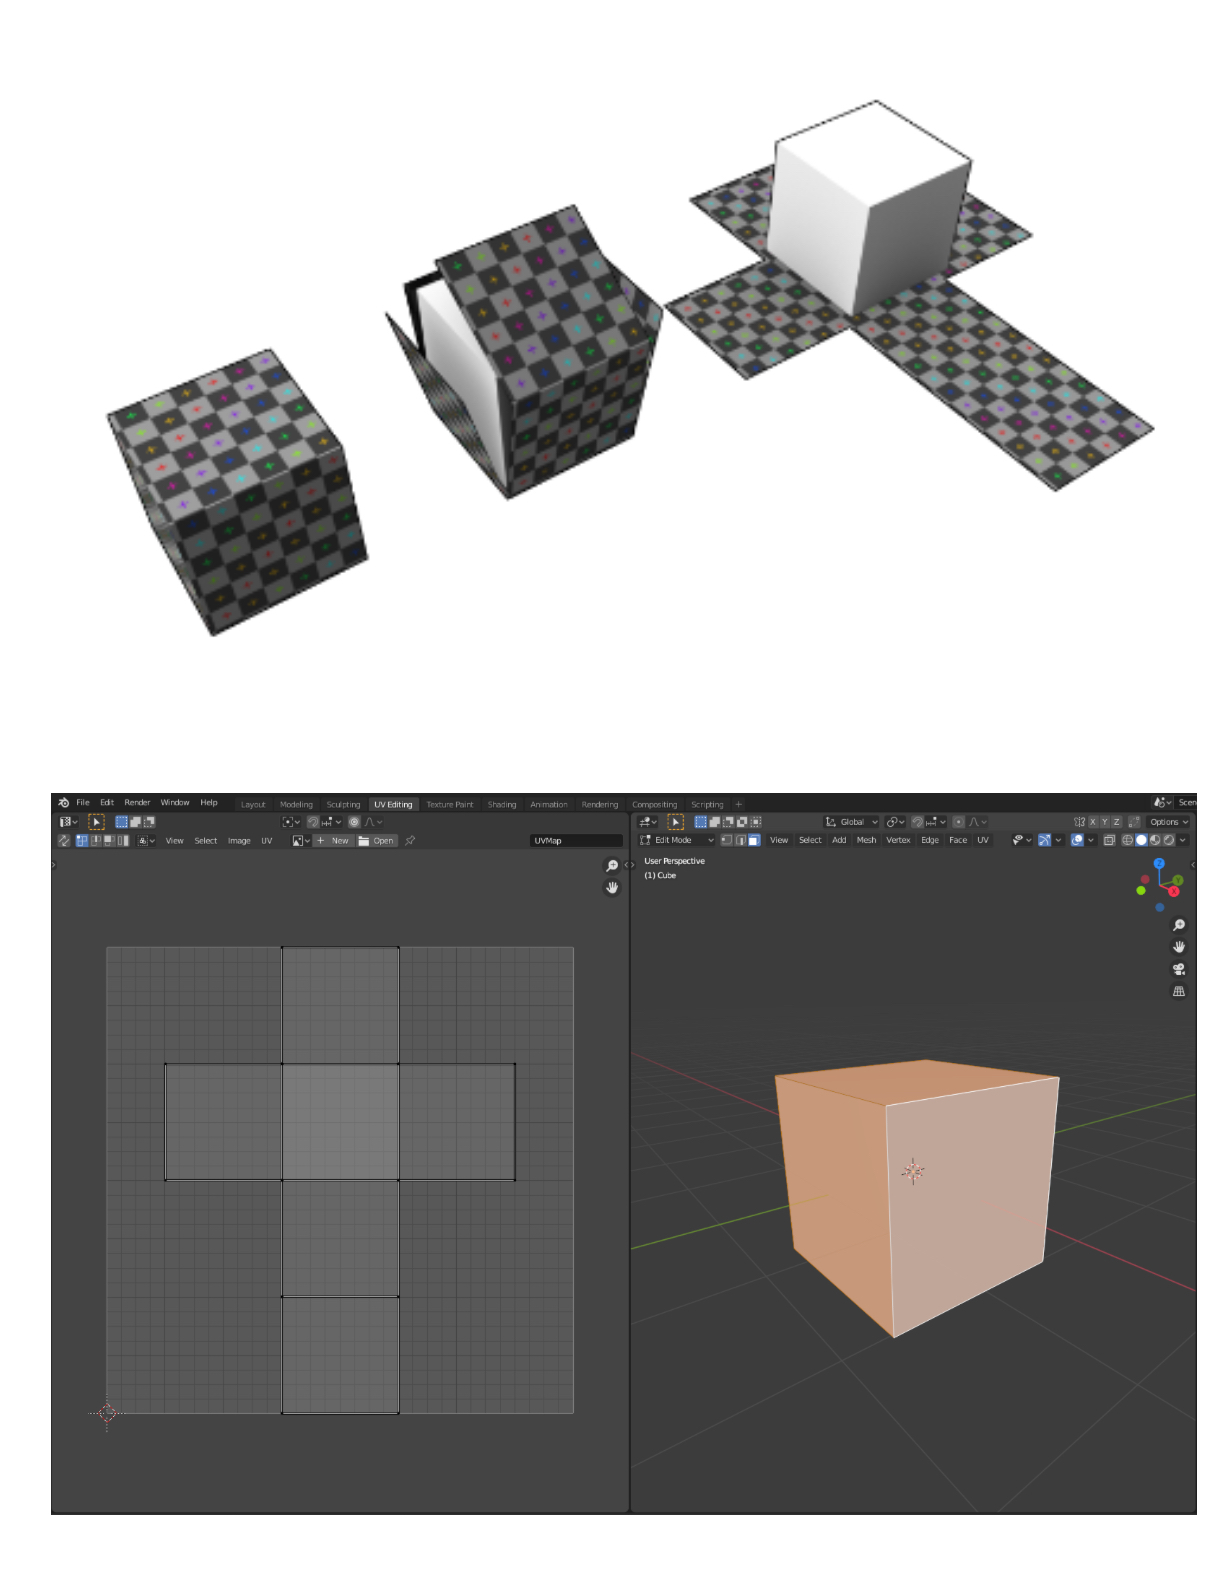 File Edit Render Window Help Layout Modeling Sculpting UV Editing Texture Paint Shading Animation Rendering Compositing Scripting + Scen
Global Options
View Select Image UV + New Open UVMap Edit Mode View Select Add Mesh Vertex Edge Face UV
X Y Z
User Perspective
(1) Cube
Z
Y
X